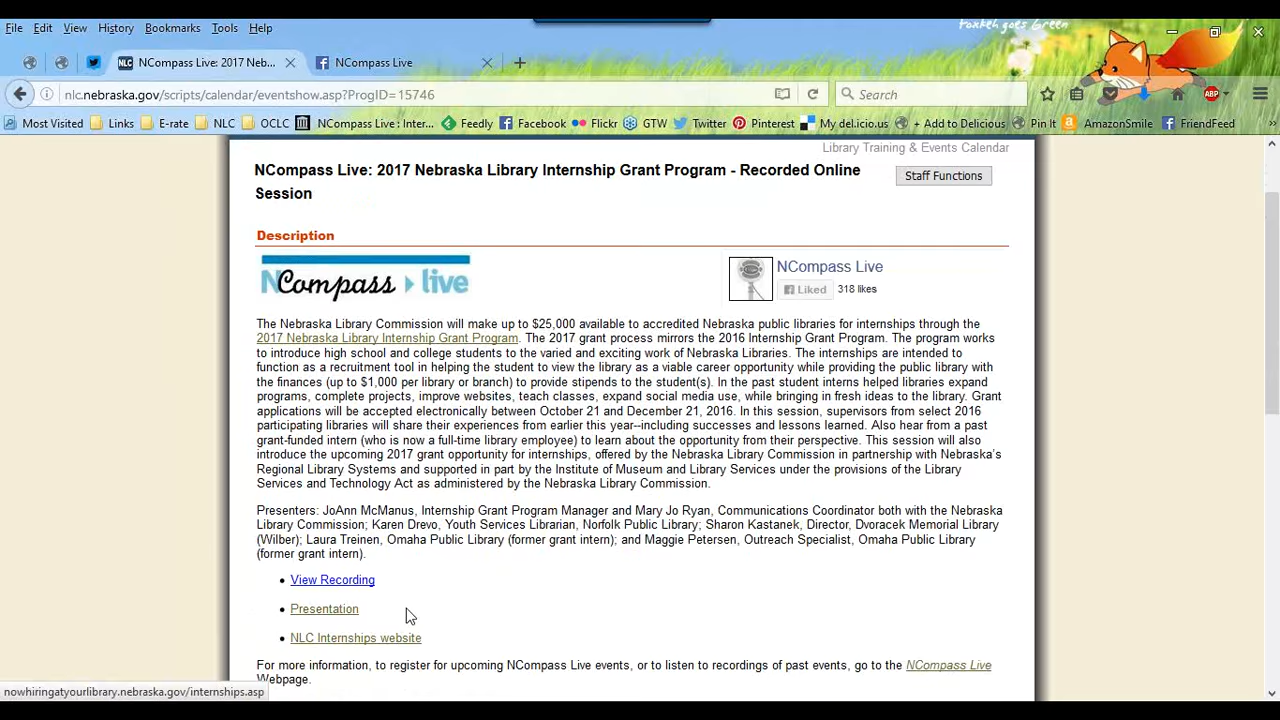 foxkeh goes Green
File Edit View History Bookmarks Tools Help
NLC NCompass Live: 2017 Neb... NCompass Live
nlc.nebraska.gov/scripts/calendar/eventshow.asp?ProgID=15746 Search ABP
Most Visited Links E-rate NLC OCLC NCompass Live : Inter... Feedly Facebook Flickr GTW Twitter Pinterest My del.icio.us + Add to Delicious Pin It AmazonSmile FriendFeed
Library Training & Events Calendar
NCompass Live: 2017 Nebraska Library Internship Grant Program - Recorded Online
Session
Staff Functions
Description
NCompass live
NCompass Live
Liked 318 likes
The Nebraska Library Commission will make up to $25,000 available to accredited Nebraska public libraries for internships through the
2017 Nebraska Library Internship Grant Program. The 2017 grant process mirrors the 2016 Internship Grant Program. The program works
to introduce high school and college students to the varied and exciting work of Nebraska Libraries. The internships are intended to
function as a recruitment tool in helping the student to view the library as a viable career opportunity while providing the public library with
the finances (up to $1,000 per library or branch) to provide stipends to the student(s). In the past student interns helped libraries expand
programs, complete projects, improve websites, teach classes, expand social media use, while bringing in fresh ideas to the library. Grant
applications will be accepted electronically between October 21 and December 21, 2016. In this session, supervisors from select 2016
participating libraries will share their experiences from earlier this year--including successes and lessons learned. Also hear from a past
grant-funded intern (who is now a full-time library employee) to learn about the opportunity from their perspective. This session will also
introduce the upcoming 2017 grant opportunity for internships, offered by the Nebraska Library Commission in partnership with Nebraska's
Regional Library Systems and supported in part by the Institute of Museum and Library Services under the provisions of the Library
Services and Technology Act as administered by the Nebraska Library Commission.
Presenters: JoAnn McManus, Internship Grant Program Manager and Mary Jo Ryan, Communications Coordinator both with the Nebraska
Library Commission; Karen Drevo, Youth Services Librarian, Norfolk Public Library; Sharon Kastanek, Director, Dvoracek Memorial Library
(Wilber); Laura Treinen, Omaha Public Library (former grant intern); and Maggie Petersen, Outreach Specialist, Omaha Public Library
(former grant intern).
• View Recording
• Presentation
• NLC Internships website
For more information, to register for upcoming NCompass Live events, or to listen to recordings of past events, go to the NCompass Live
Webpage.
nowhiringatyourlibrary.nebraska.gov/internships.asp